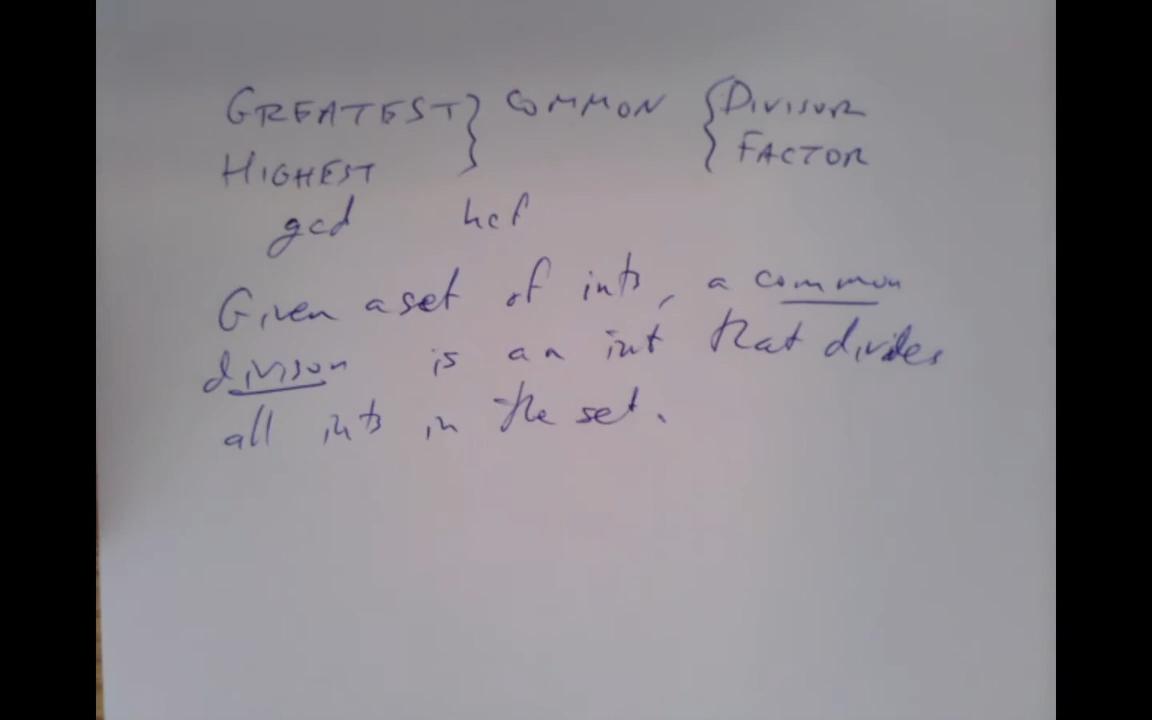 GREATEST } COMMON { DIVISOR
HIGHEST } { FACTOR
gcd hcf
Given a set of ints, a common
divisor is an int that divides
all ints in the set.